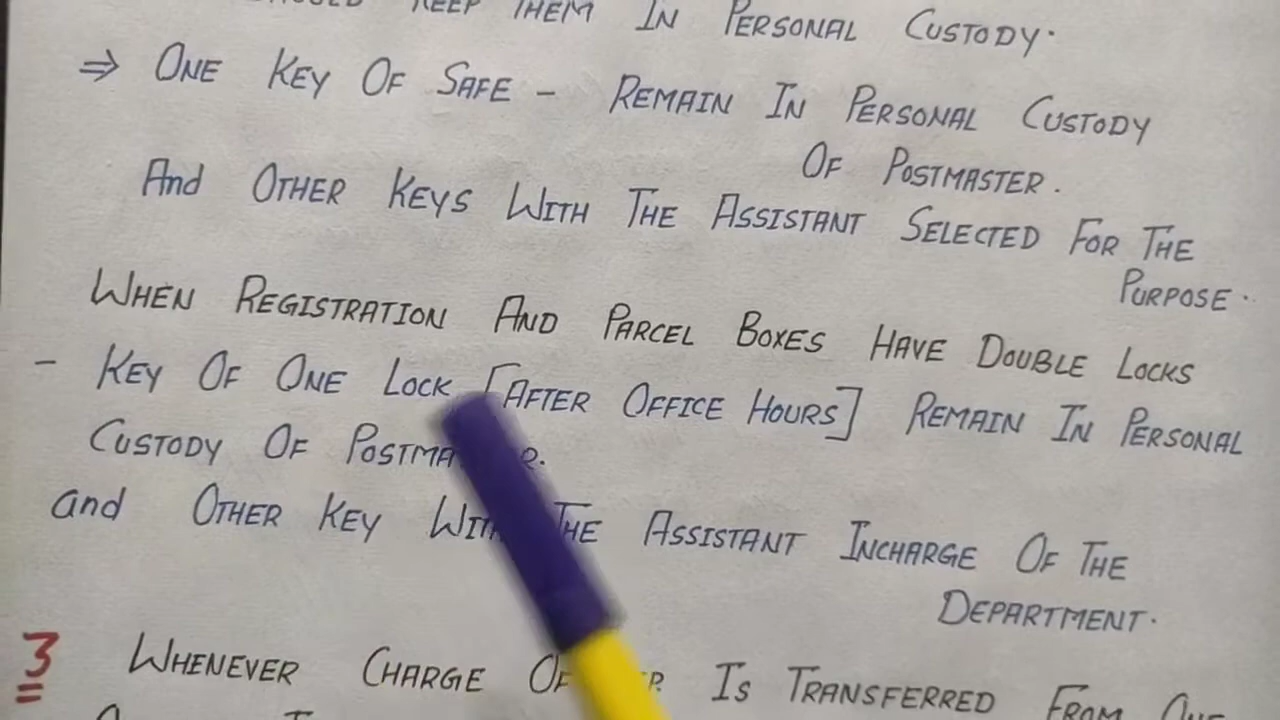 KEEP THEM IN PERSONAL CUSTODY.
⇒ ONE KEY OF SAFE - REMAIN IN PERSONAL CUSTODY
OF POSTMASTER.
And OTHER KEYS WITH THE ASSISTANT SELECTED FOR THE
PURPOSE.
WHEN REGISTRATION AND PARCEL BOXES HAVE DOUBLE LOCKS
- KEY OF ONE LOCK [AFTER OFFICE HOURS] REMAIN IN PERSONAL
CUSTODY OF
and OTHER KEY THE ASSISTANT INCHARGE OF THE
DEPARTMENT.
3 WHENEVER CHARGE IS TRANSFERRED FROM